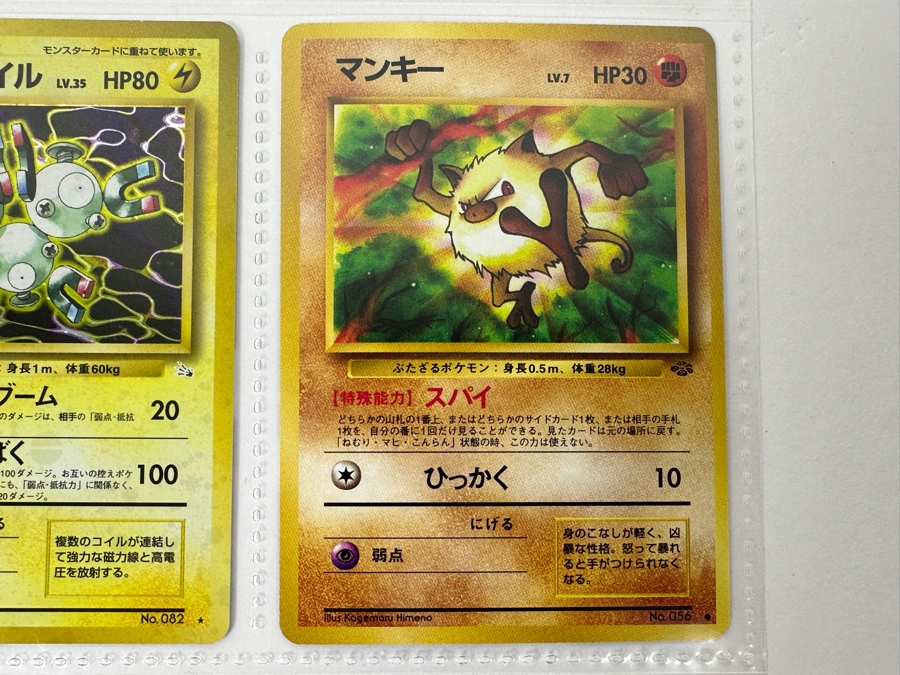 モンスターカードに重ねて使います。
イル LV.35 HP80
：身長1m、体重60kg
ブーム 20
のダメージは、相手の「弱点・抵抗
ばく 100
100ダメージ。お互いの控えポケ
にも、「弱点・抵抗力」に関係なく、
20ダメージ。
る
複数のコイルが連結し
て強力な磁力線と高電
圧を放射する。
No. 082
マンキー LV.7 HP30
ぶたざるポケモン：身長0.5m、体重28kg
【特殊能力】スパイ
どちらかの山札の1番上、またはどちらかのサイドカード1枚、または相手の手札
1枚を、自分の番に1回だけ見ることができる。見たカードは元の場所に戻す。
「ねむり・マヒ・こんらん」状態の時、この力は使えない。
ひっかく 10
にげる
弱点
身のこなしが軽く、凶
暴な性格。怒って暴れ
ると手がつけられなく
なる。
Illus. Kagemaru Himeno
No. 056